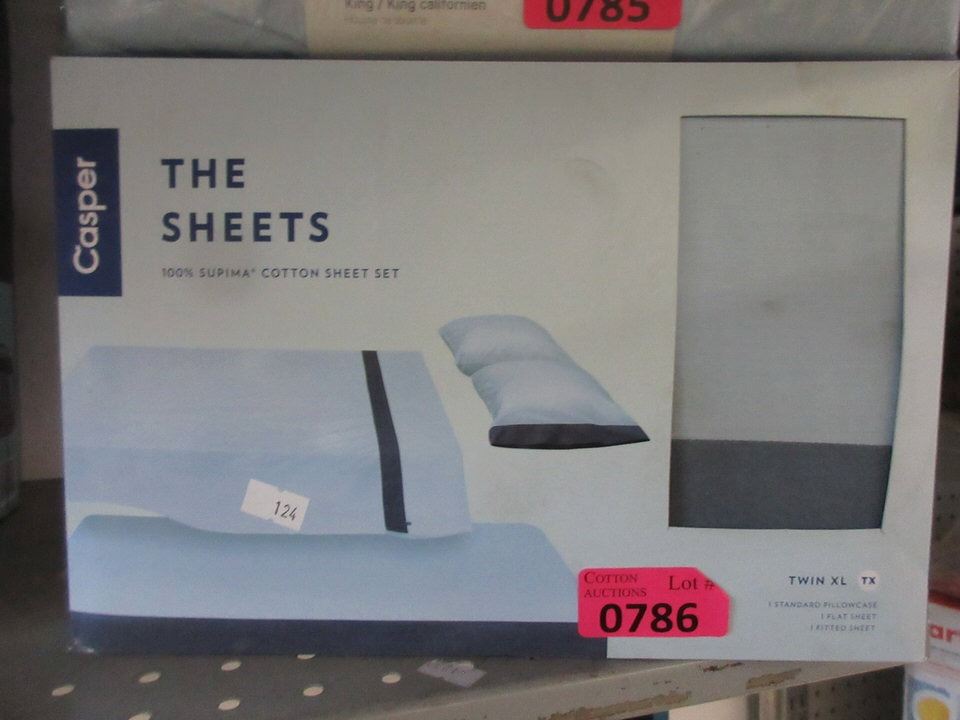 King / King californien
0785
Casper
THE
SHEETS
100% SUPIMA® COTTON SHEET SET
124
COTTON
AUCTIONS
Lot #
0786
TWIN XL TX
1 STANDARD PILLOWCASE
1 FLAT SHEET
1 FITTED SHEET
ar